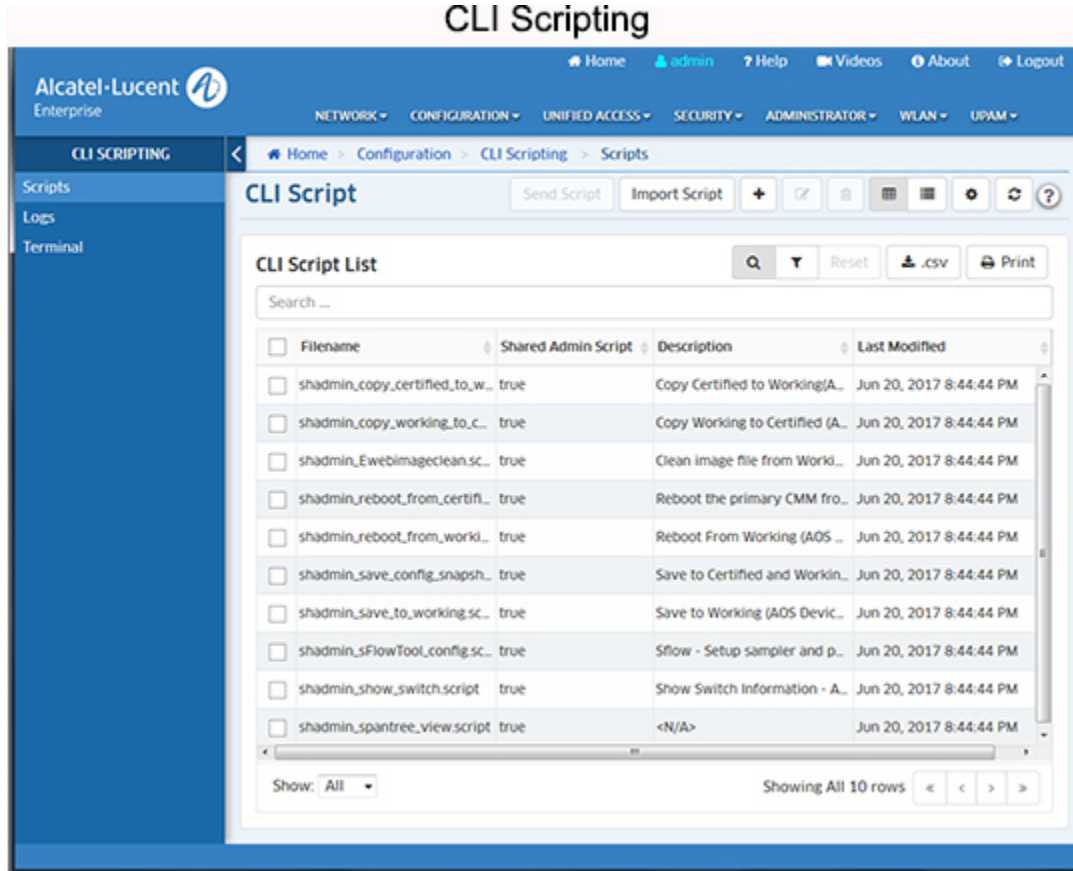 CLI Scripting
Home admin ? Help Videos About Logout
Alcatel·Lucent
Enterprise
NETWORK CONFIGURATION UNIFIED ACCESS SECURITY ADMINISTRATOR WLAN UPAM
CLI SCRIPTING
Home > Configuration > CLI Scripting > Scripts
Scripts
Logs
Terminal
CLI Script Send Script Import Script + ?
CLI Script List Reset .csv Print
Search ...
Filename Shared Admin Script Description Last Modified
shadmin_copy_certified_to_w... true Copy Certified to Working(A... Jun 20, 2017 8:44:44 PM
shadmin_copy_working_to_c... true Copy Working to Certified (A... Jun 20, 2017 8:44:44 PM
shadmin_Ewebimageclean.sc... true Clean image file from Worki... Jun 20, 2017 8:44:44 PM
shadmin_reboot_from_certifi... true Reboot the primary CMM fro... Jun 20, 2017 8:44:44 PM
shadmin_reboot_from_worki... true Reboot From Working (AOS ... Jun 20, 2017 8:44:44 PM
shadmin_save_config_snapsh... true Save to Certified and Workin... Jun 20, 2017 8:44:44 PM
shadmin_save_to_working.sc... true Save to Working (AOS Devic... Jun 20, 2017 8:44:44 PM
shadmin_sFlowTool_config.sc... true Sflow - Setup sampler and p... Jun 20, 2017 8:44:44 PM
shadmin_show_switch.script true Show Switch Information - A... Jun 20, 2017 8:44:44 PM
shadmin_spantree_view.script true <N/A> Jun 20, 2017 8:44:44 PM
Show: All Showing All 10 rows « < > »